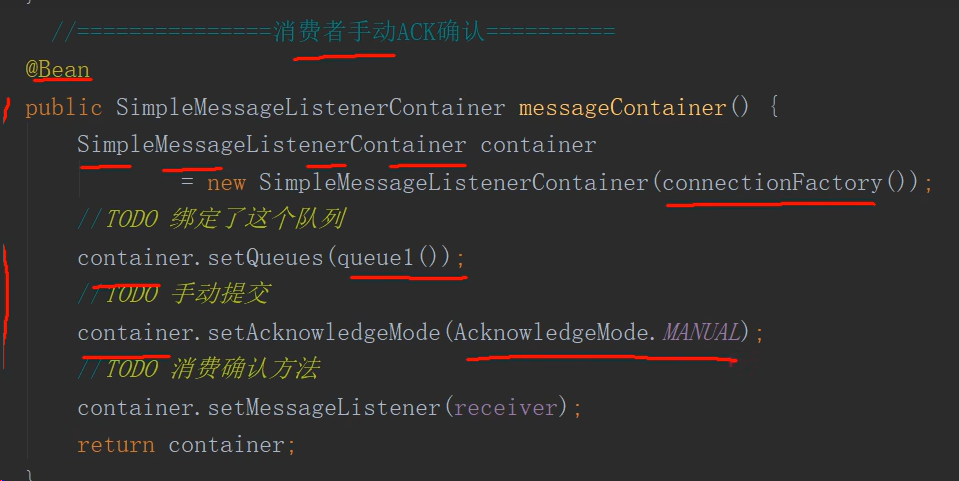 }
//===============消费者手动ACK确认==========
@Bean
public SimpleMessageListenerContainer messageContainer() {
SimpleMessageListenerContainer container
= new SimpleMessageListenerContainer(connectionFactory());
//TODO 绑定了这个队列
container.setQueues(queue1());
//TODO 手动提交
container.setAcknowledgeMode(AcknowledgeMode.MANUAL);
//TODO 消费确认方法
container.setMessageListener(receiver);
return container;
}